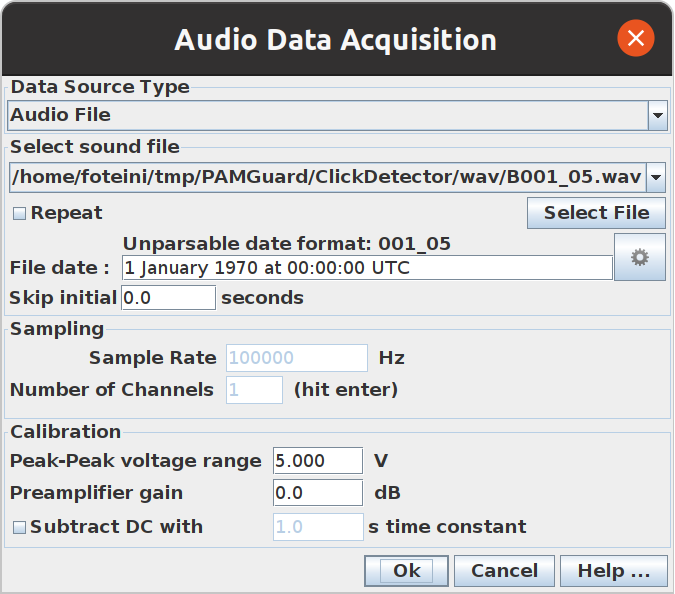 Audio Data Acquisition
Data Source Type
Audio File
Select sound file
/home/foteini/tmp/PAMGuard/ClickDetector/wav/B001_05.wav
Repeat
Select File
Unparsable date format: 001_05
File date : 1 January 1970 at 00:00:00 UTC
Skip initial 0.0 seconds
Sampling
Sample Rate 100000 Hz
Number of Channels 1 (hit enter)
Calibration
Peak-Peak voltage range 5.000 V
Preamplifier gain 0.0 dB
Subtract DC with 1.0 s time constant
Ok Cancel Help ...